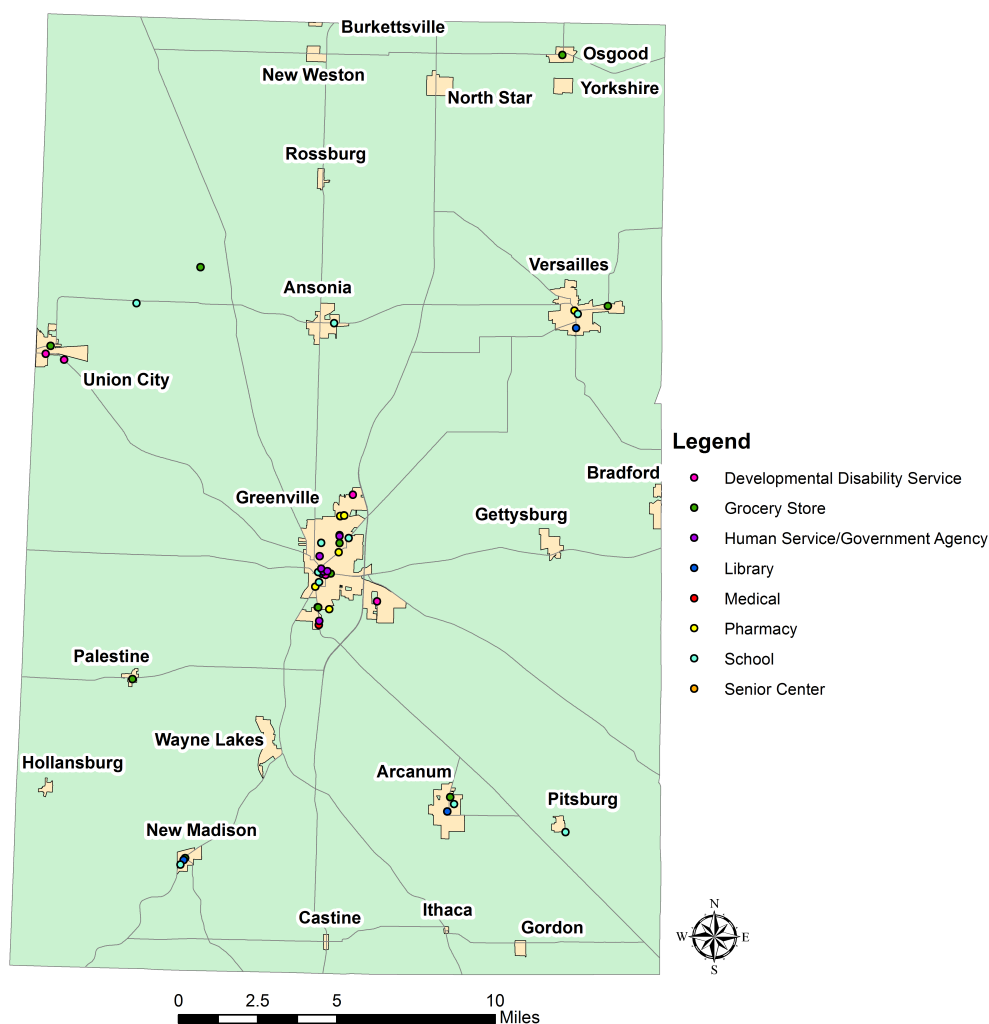 Burkettsville
Osgood
New Weston
Yorkshire
North Star
Rossburg
Versailles
Ansonia
Union City
Legend
Bradford
Developmental Disability Service
Greenville
Grocery Store
Gettysburg
Human Service/Government Agency
Library
Medical
Pharmacy
Palestine
School
Senior Center
Wayne Lakes
Hollansburg
Arcanum
Pitsburg
New Madison
N
Ithaca
Castine
Gordon
W E
S
0 2.5 5 10
Miles